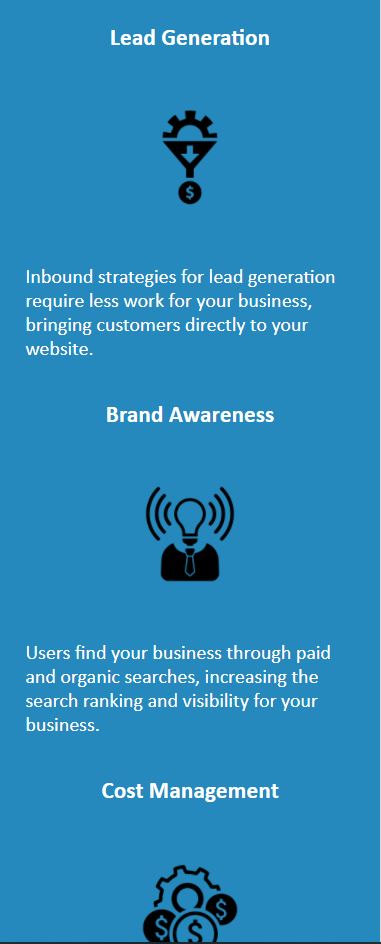 Lead Generation
$
Inbound strategies for lead generation
require less work for your business,
bringing customers directly to your
website.
Brand Awareness
Users find your business through paid
and organic searches, increasing the
search ranking and visibility for your
business.
Cost Management
$
$ $